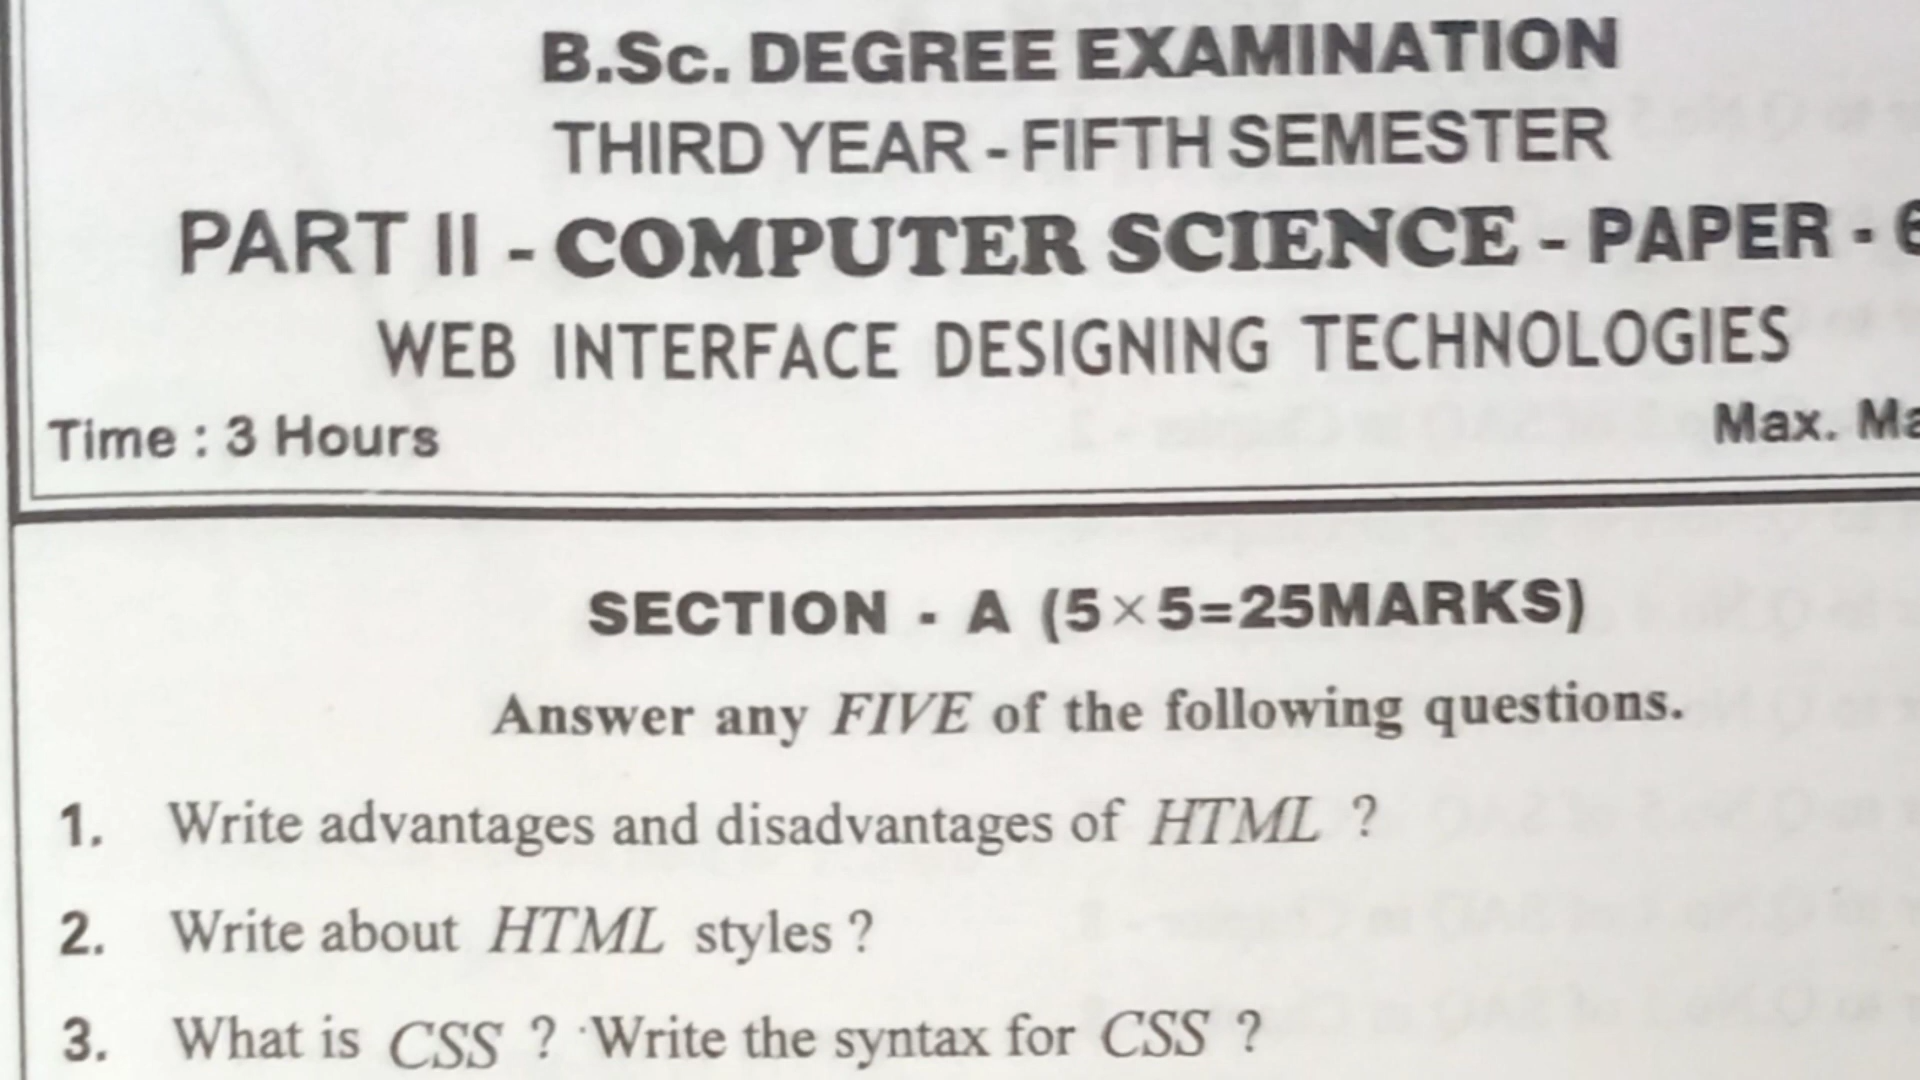 B.Sc. DEGREE EXAMINATION
THIRD YEAR - FIFTH SEMESTER
PART II - COMPUTER SCIENCE - PAPER - 6
WEB INTERFACE DESIGNING TECHNOLOGIES
Time : 3 Hours
Max.
SECTION - A (5×5=25MARKS)
Answer any FIVE of the following questions.
1. Write advantages and disadvantages of HTML ?
2. Write about HTML styles ?
3. What is CSS ? Write the syntax for CSS ?